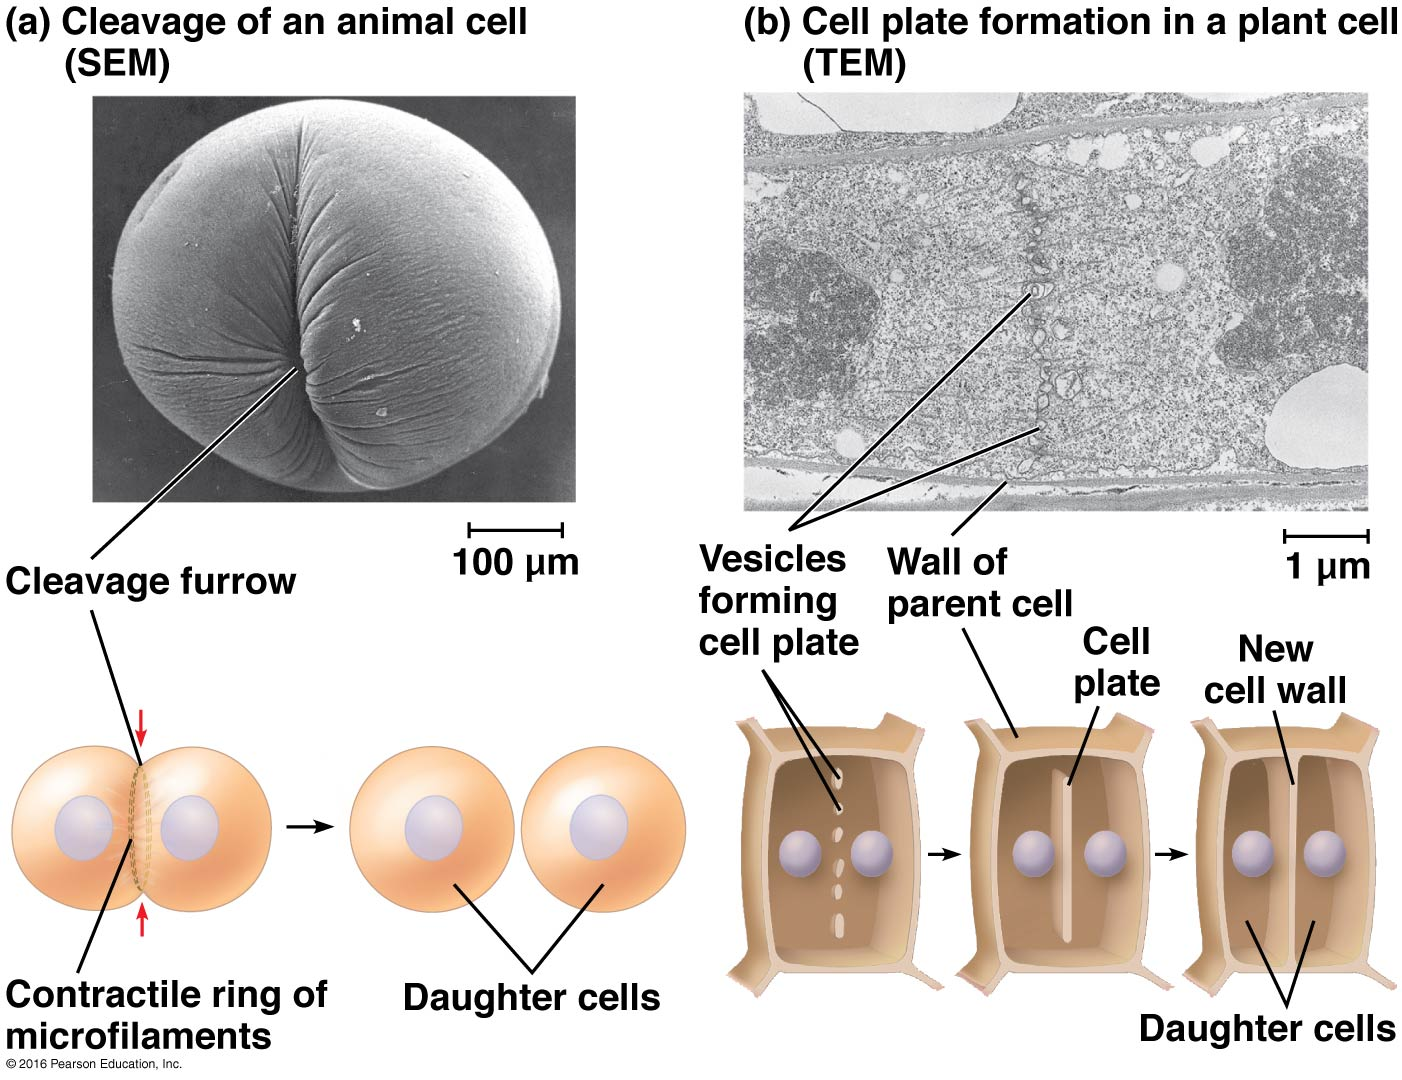 (a) Cleavage of an animal cell
(SEM)
100 μm
Cleavage furrow
Contractile ring of
microfilaments
Daughter cells
(b) Cell plate formation in a plant cell
(TEM)
1 μm
Vesicles
forming
cell plate
Wall of
parent cell
Cell
plate
New
cell wall
Daughter cells
© 2016 Pearson Education, Inc.